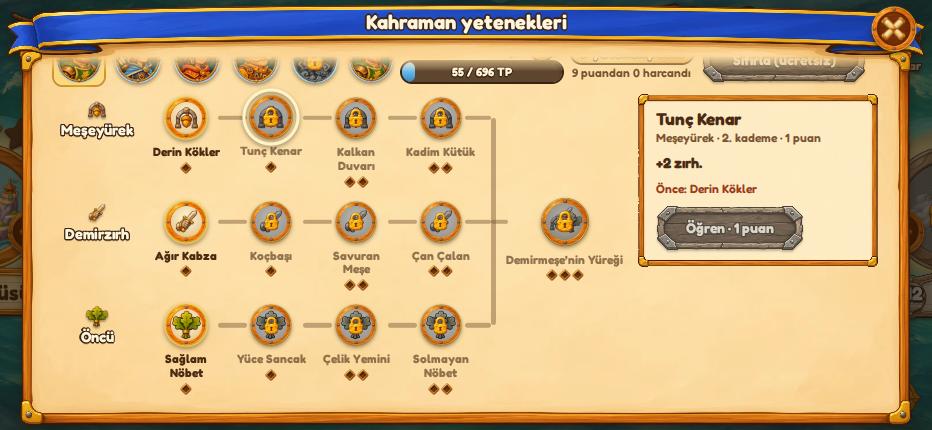 Kahraman yetenekleri
55 / 696 TP
9 puandan 0 harcandı
Sıfırla (ücretsiz)
Meşeyürek
Derin Kökler
Tunç Kenar
Kalkan
Duvarı
Kadim Kütük
Demirzırh
Ağır Kabza
Koçbaşı
Savuran
Meşe
Çan Çalan
Demirmeşe'nin Yüreği
Öncü
Sağlam
Nöbet
Yüce Sancak
Çelik Yemini
Solmayan
Nöbet
Tunç Kenar
Meşeyürek · 2. kademe · 1 puan
+2 zırh.
Önce: Derin Kökler
Öğren · 1 puan